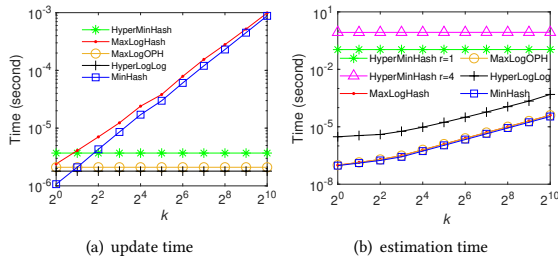 10^-3
10^-4
10^-5
10^-6
Time (second)
HyperMinHash
MaxLogHash
MaxLogOPH
HyperLogLog
MinHash
2^0 2^2 2^4 2^6 2^8 2^10
k
(a) update time
10^1
10^-2
10^-5
10^-8
Time (second)
HyperMinHash r=1 MaxLogOPH
HyperMinHash r=4 HyperLogLog
MaxLogHash MinHash
2^0 2^2 2^4 2^6 2^8 2^10
k
(b) estimation time